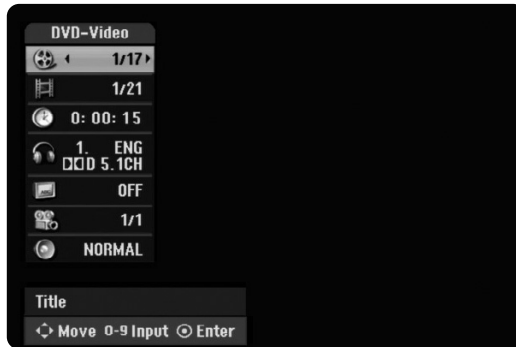 DVD-Video
1/17
1/21
0: 00: 15
1. ENG
D 5.1CH
OFF
1/1
NORMAL
Title
Move 0-9 Input Enter